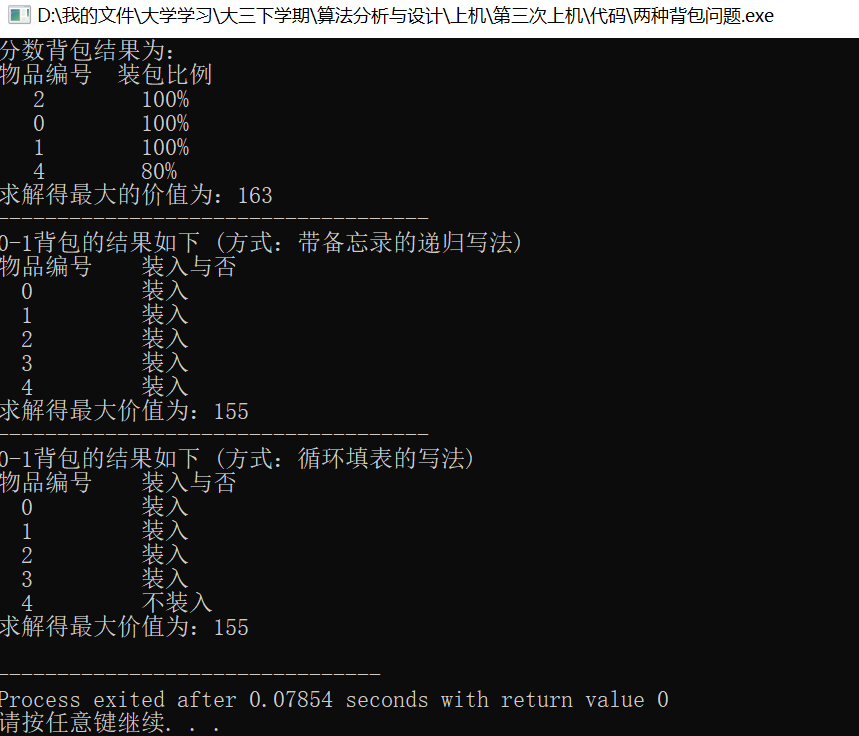 D:\我的文件\大学学习\大三下学期\算法分析与设计\上机\第三次上机\代码\两种背包问题.exe
分数背包结果为：
物品编号  装包比例
2 100%
0 100%
1 100%
4 80%
求解得最大的价值为：163
------------------------------------
0-1背包的结果如下（方式：带备忘录的递归写法）
物品编号 装入与否
0 装入
1 装入
2 装入
3 装入
4 装入
求解得最大价值为：155
------------------------------------
0-1背包的结果如下（方式：循环填表的写法）
物品编号 装入与否
0 装入
1 装入
2 装入
3 装入
4 不装入
求解得最大价值为：155
--------------------------------
Process exited after 0.07854 seconds with return value 0
请按任意键继续. . .